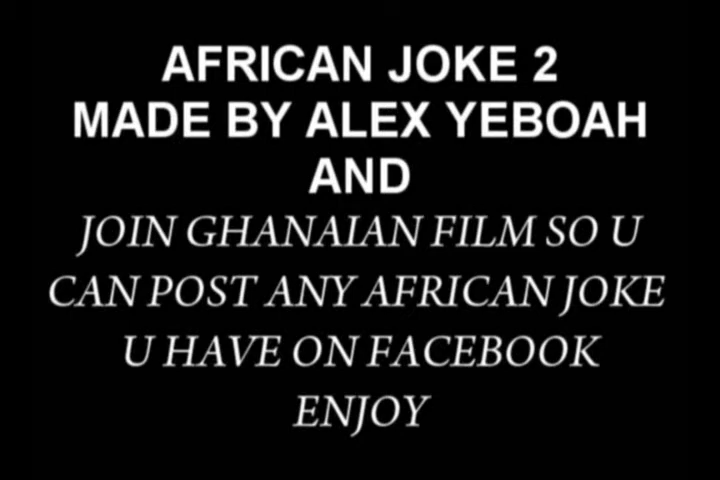 AFRICAN JOKE 2
MADE BY ALEX YEBOAH
AND
JOIN GHANAIAN FILM SO U
CAN POST ANY AFRICAN JOKE
U HAVE ON FACEBOOK
ENJOY